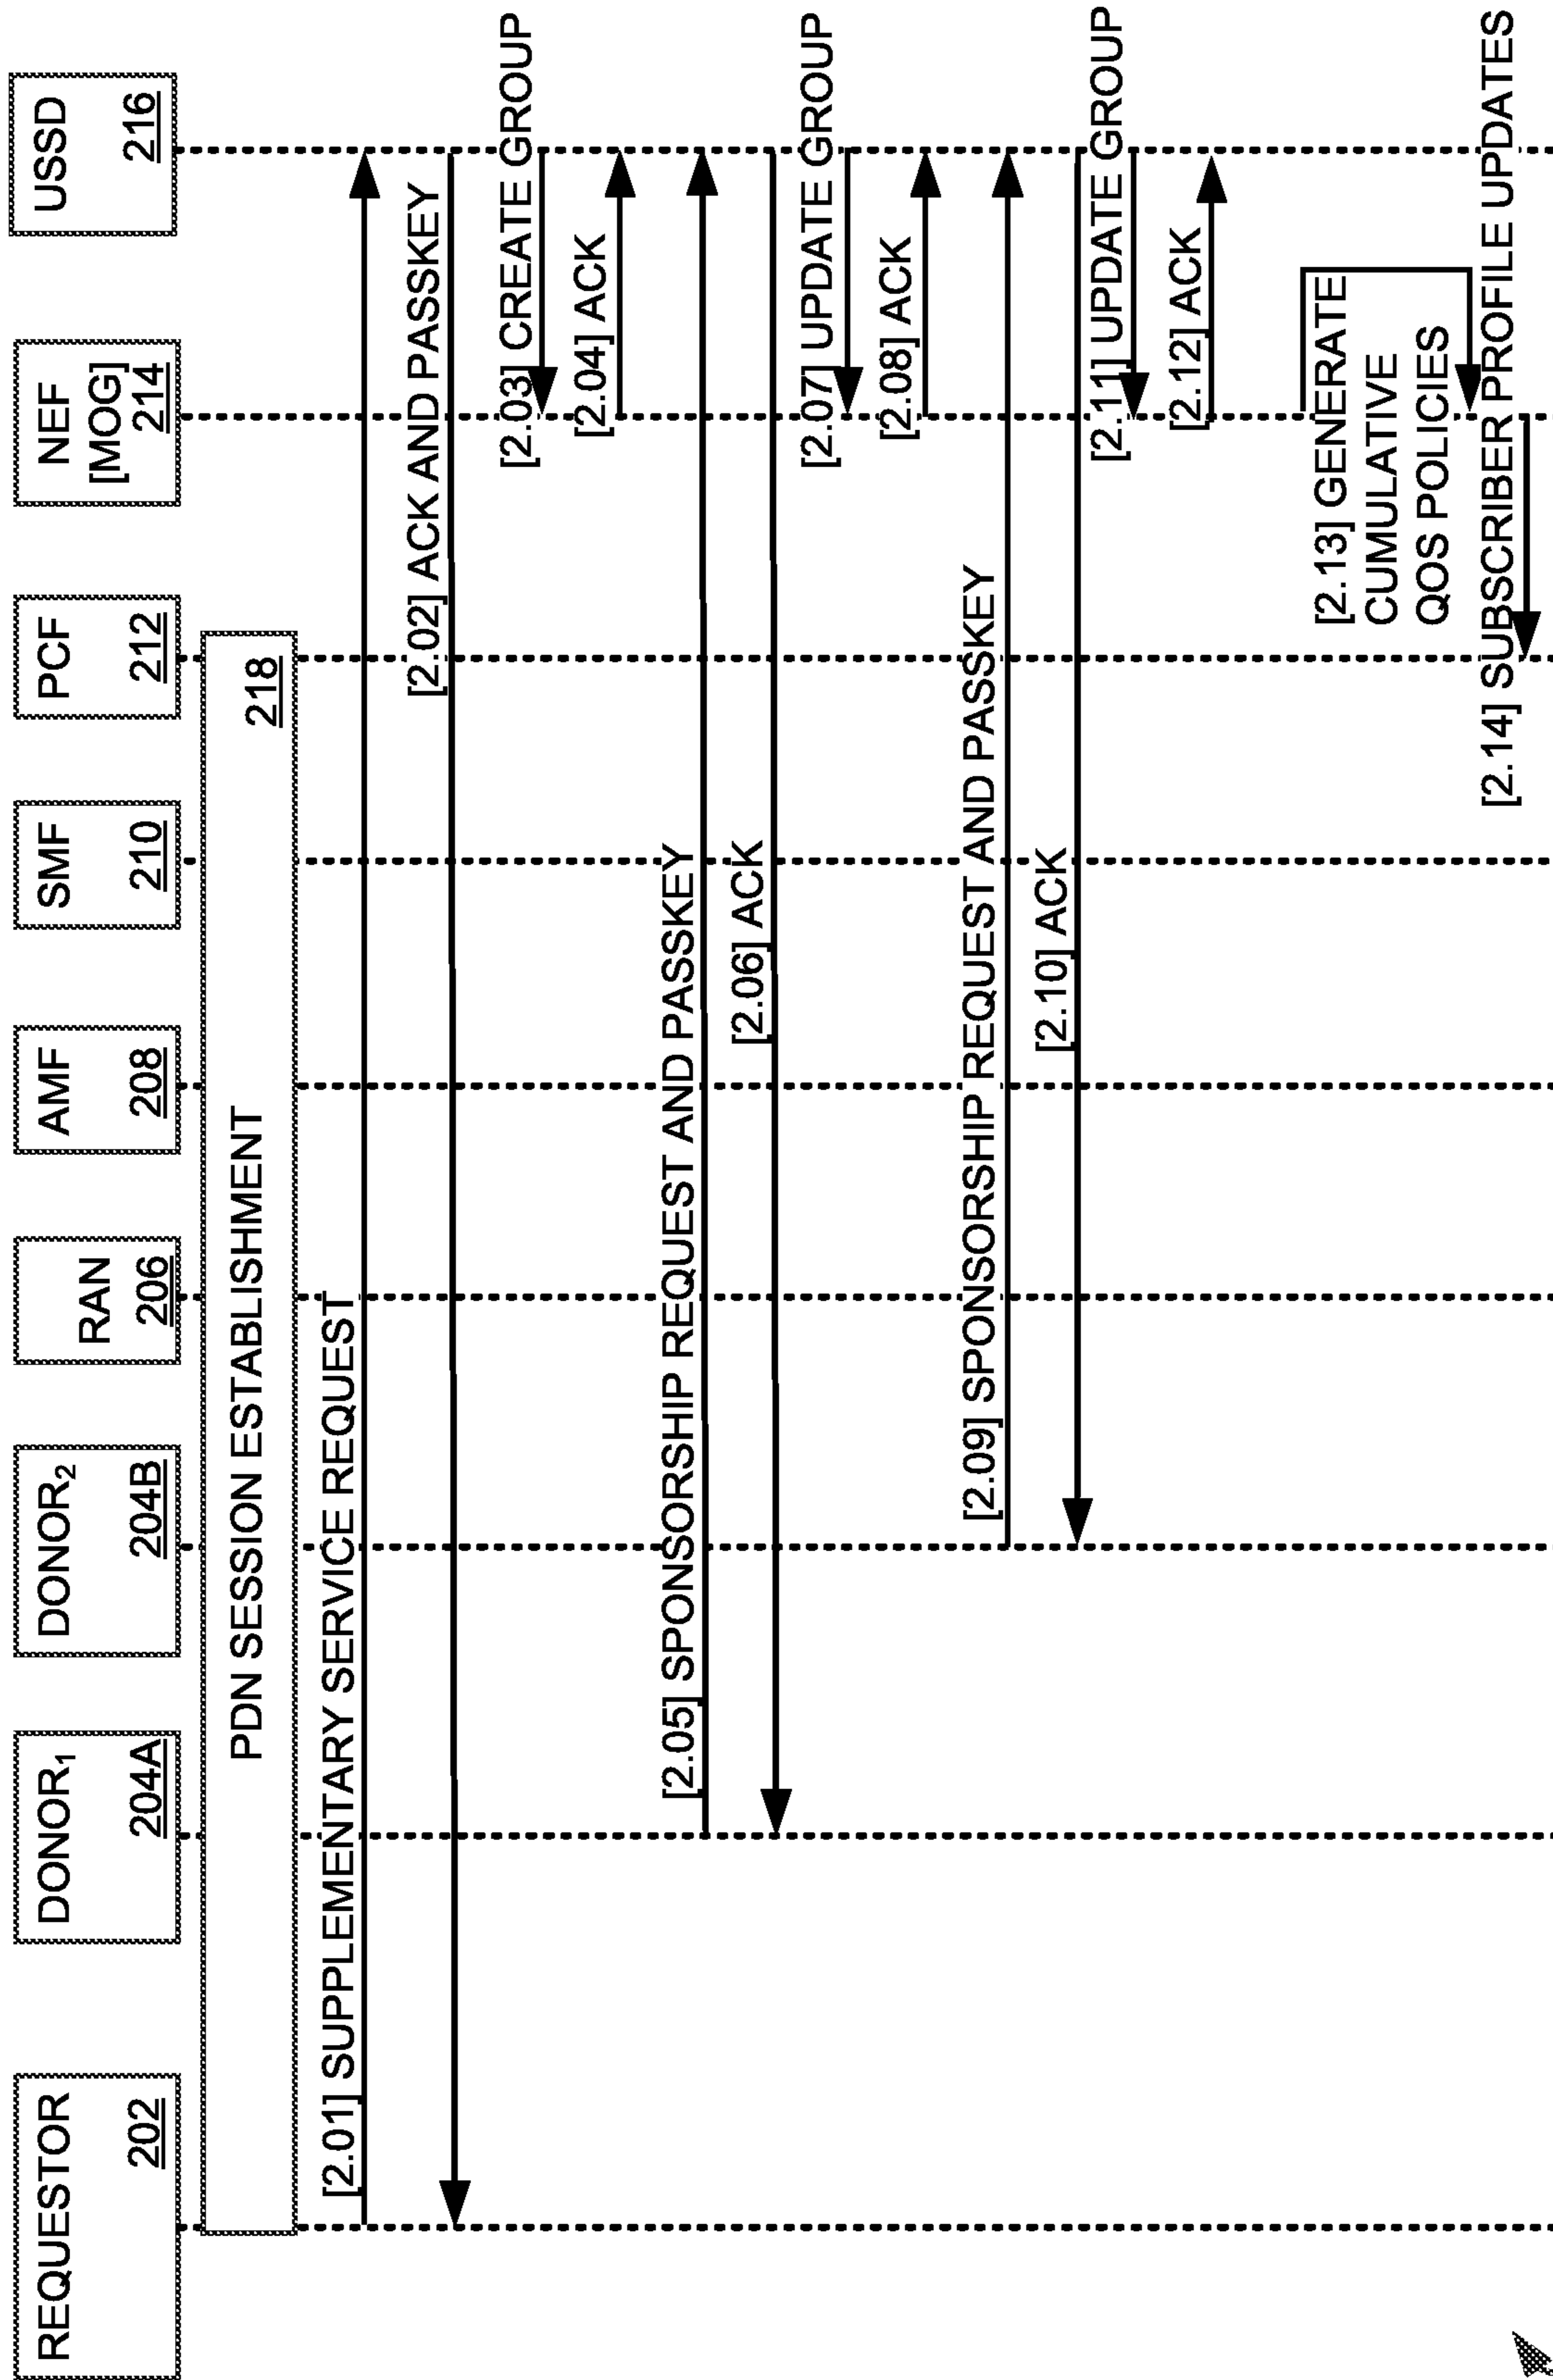 REQUESTOR
202
DONOR₁
204A
DONOR₂
204B
RAN
206
AMF
208
SMF
210
PCF
212
NEF
[MOG]
214
USSD
216
PDN SESSION ESTABLISHMENT
218
[2.01] SUPPLEMENTARY SERVICE REQUEST
[2.02] ACK AND PASSKEY
[2.03] CREATE GROUP
[2.04] ACK
[2.05] SPONSORSHIP REQUEST AND PASSKEY
[2.06] ACK
[2.07] UPDATE GROUP
[2.08] ACK
[2.09] SPONSORSHIP REQUEST AND PASSKEY
[2.10] ACK
[2.11] UPDATE GROUP
[2.12] ACK
[2.13] GENERATE
CUMULATIVE
QOS POLICIES
[2.14] SUBSCRIBER PROFILE UPDATES